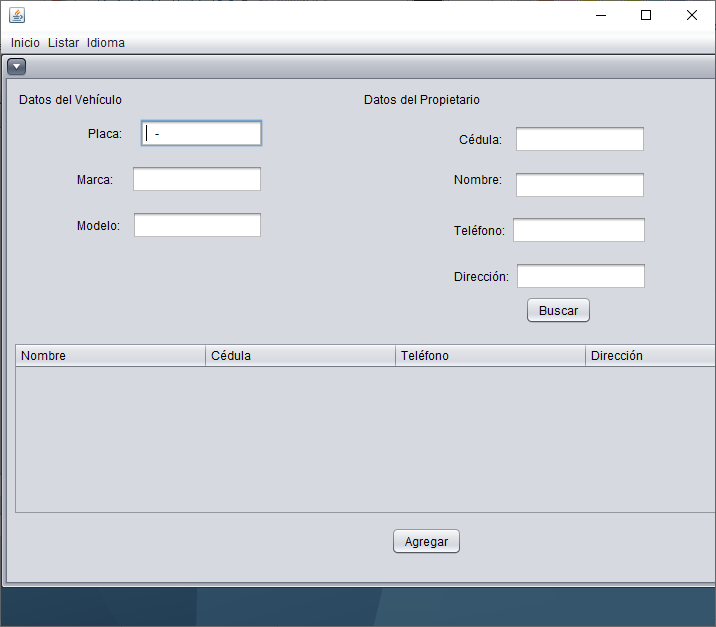 Inicio Listar Idioma
Datos del Vehículo
Placa: -
Marca:
Modelo:
Datos del Propietario
Cédula:
Nombre:
Teléfono:
Dirección:
Buscar
Nombre Cédula Teléfono Dirección
Agregar